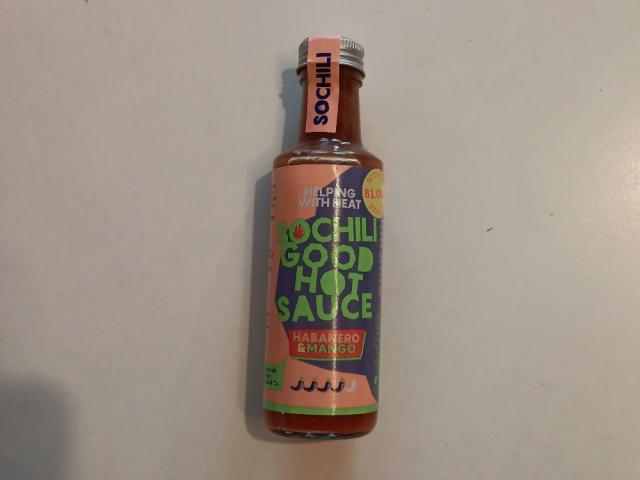 SOCHILI
HELPING
WITH HEAT
SOCHILI
GOOD
HOT
SAUCE
HABANERO
&MANGO